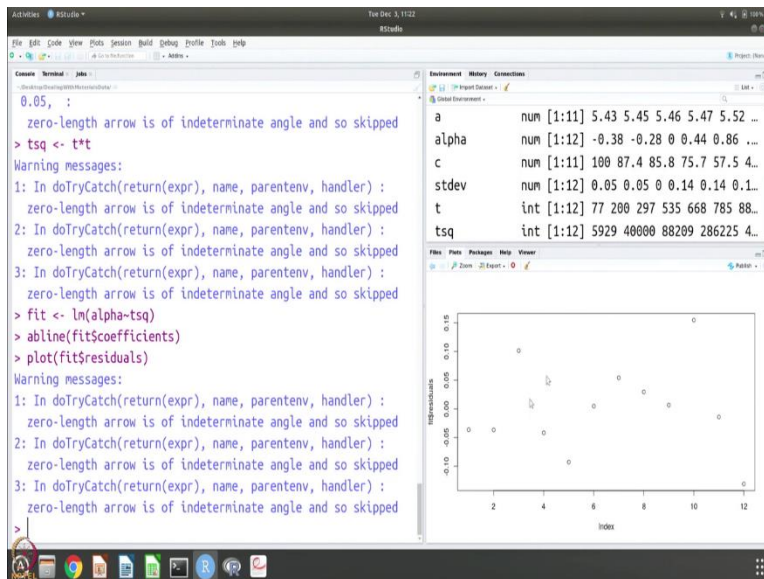 Activities RStudio Tue Dec 3, 11:22 100%
RStudio
File Edit Code View Plots Session Build Debug Profile Tools Help
Go to file/function Addins
Console Terminal Jobs
0.05, :
zero-length arrow is of indeterminate angle and so skipped
> tsq <- t*t
Warning messages:
1: In doTryCatch(return(expr), name, parentenv, handler) :
zero-length arrow is of indeterminate angle and so skipped
2: In doTryCatch(return(expr), name, parentenv, handler) :
zero-length arrow is of indeterminate angle and so skipped
3: In doTryCatch(return(expr), name, parentenv, handler) :
zero-length arrow is of indeterminate angle and so skipped
> fit <- lm(alpha~tsq)
> abline(fit$coefficients)
> plot(fit$residuals)
Warning messages:
1: In doTryCatch(return(expr), name, parentenv, handler) :
zero-length arrow is of indeterminate angle and so skipped
2: In doTryCatch(return(expr), name, parentenv, handler) :
zero-length arrow is of indeterminate angle and so skipped
3: In doTryCatch(return(expr), name, parentenv, handler) :
zero-length arrow is of indeterminate angle and so skipped
>
Environment History Connections
Import Dataset List
Global Environment
a num [1:11] 5.43 5.45 5.46 5.47 5.52 …
alpha num [1:12] -0.38 -0.28 0 0.44 0.86 …
c num [1:11] 100 87.4 85.8 75.7 57.5 4…
stdev num [1:12] 0.05 0.05 0 0.14 0.14 0.1…
t int [1:12] 77 200 297 535 668 785 88…
tsq int [1:12] 5929 40000 88209 286225 4…
Files Plots Packages Help Viewer
Zoom Export Publish
fit$residuals
0.15
0.10
0.05
0.00
-0.05
-0.10
2 4 6 8 10 12
Index